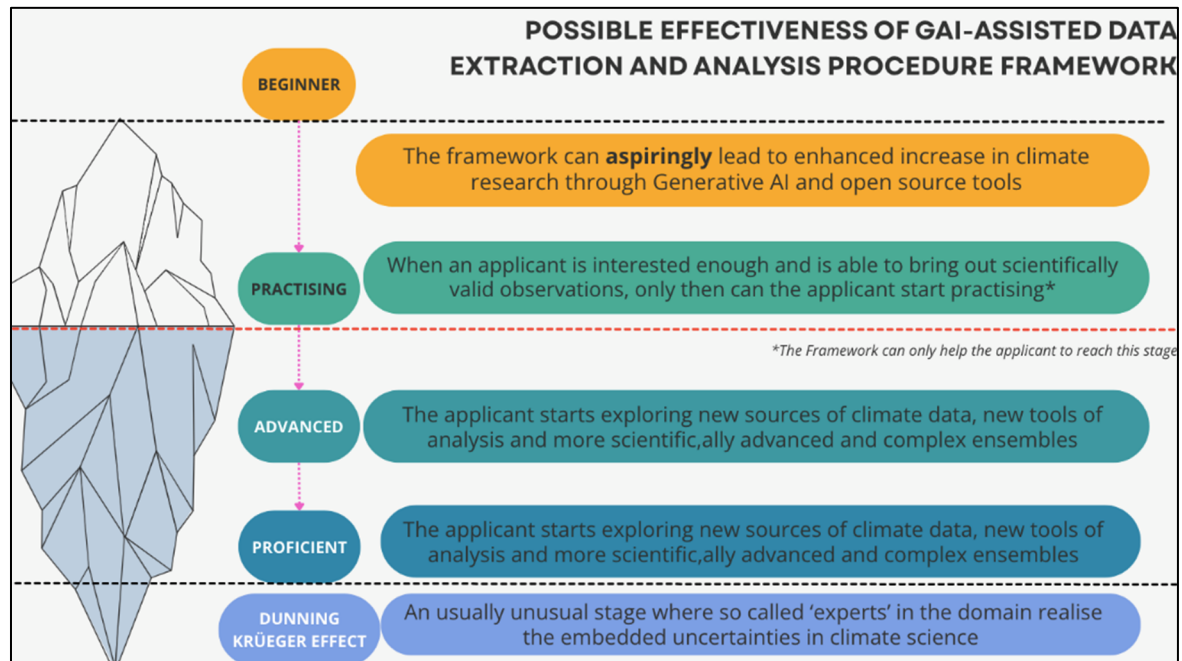 POSSIBLE EFFECTIVENESS OF GAI-ASSISTED DATA
EXTRACTION AND ANALYSIS PROCEDURE FRAMEWORK
BEGINNER
The framework can aspiringly lead to enhanced increase in climate
research through Generative AI and open source tools
PRACTISING
When an applicant is interested enough and is able to bring out scientifically
valid observations, only then can the applicant start practising*
*The Framework can only help the applicant to reach this stage
ADVANCED
The applicant starts exploring new sources of climate data, new tools of
analysis and more scientific,ally advanced and complex ensembles
PROFICIENT
The applicant starts exploring new sources of climate data, new tools of
analysis and more scientific,ally advanced and complex ensembles
DUNNING
KRÜEGER EFFECT
An usually unusual stage where so called ‘experts’ in the domain realise
the embedded uncertainties in climate science